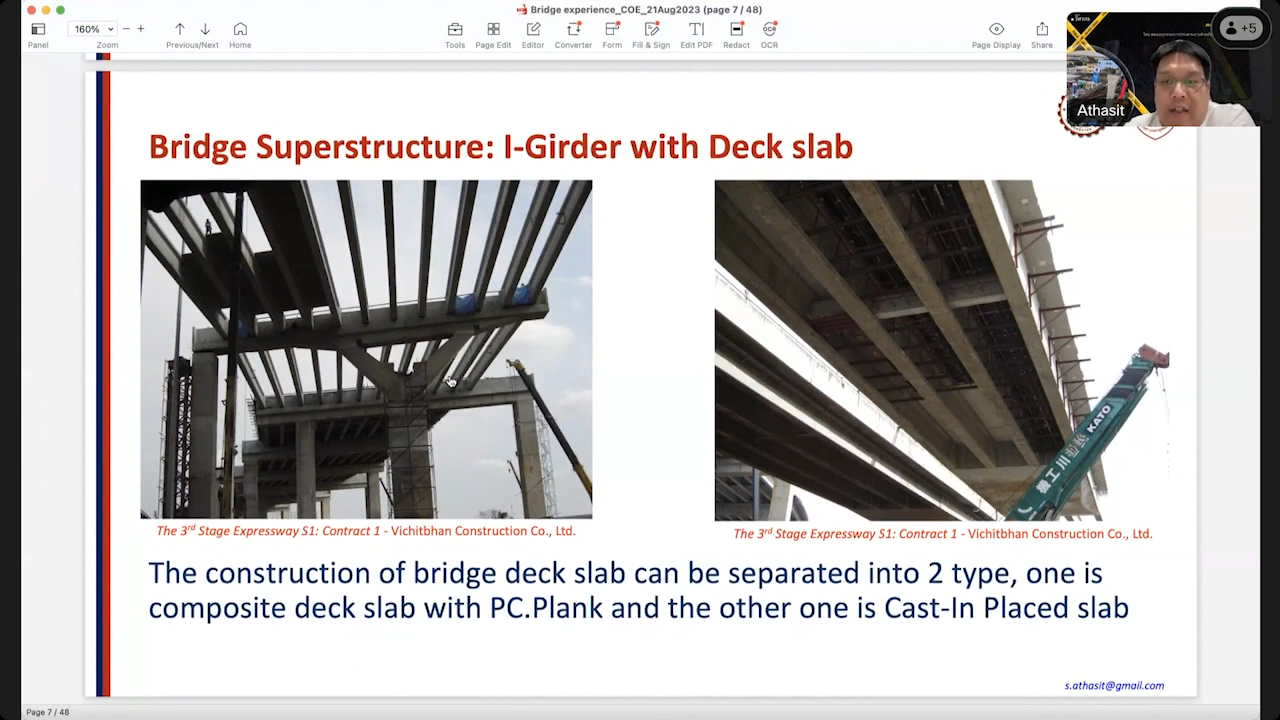 Bridge experience_COE_21Aug2023 (page 7 / 48)
160%
Panel
Zoom
Previous/Next
Home
Tools
Page Edit
Editor
Converter
Form
Fill & Sign
Edit PDF
Redact
OCR
OCR
Page Display
Share
+5
Athasit
Bridge Superstructure: I-Girder with Deck slab
KATO
The 3rd Stage Expressway S1: Contract 1 - Vichitbhan Construction Co., Ltd.
The 3rd Stage Expressway S1: Contract 1 - Vichitbhan Construction Co., Ltd.
The construction of bridge deck slab can be separated into 2 type, one is
composite deck slab with PC.Plank and the other one is Cast-In Placed slab
s.athasit@gmail.com
Page 7 / 48